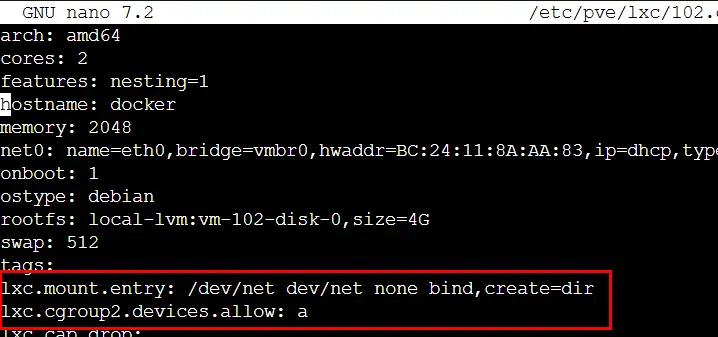 GNU nano 7.2 /etc/pve/lxc/102.
arch: amd64
cores: 2
features: nesting=1
hostname: docker
memory: 2048
net0: name=eth0,bridge=vmbr0,hwaddr=BC:24:11:8A:AA:83,ip=dhcp,type
onboot: 1
ostype: debian
rootfs: local-lvm:vm-102-disk-0,size=4G
swap: 512
tags:
lxc.mount.entry: /dev/net dev/net none bind,create=dir
lxc.cgroup2.devices.allow: a
lxc.cap.drop: